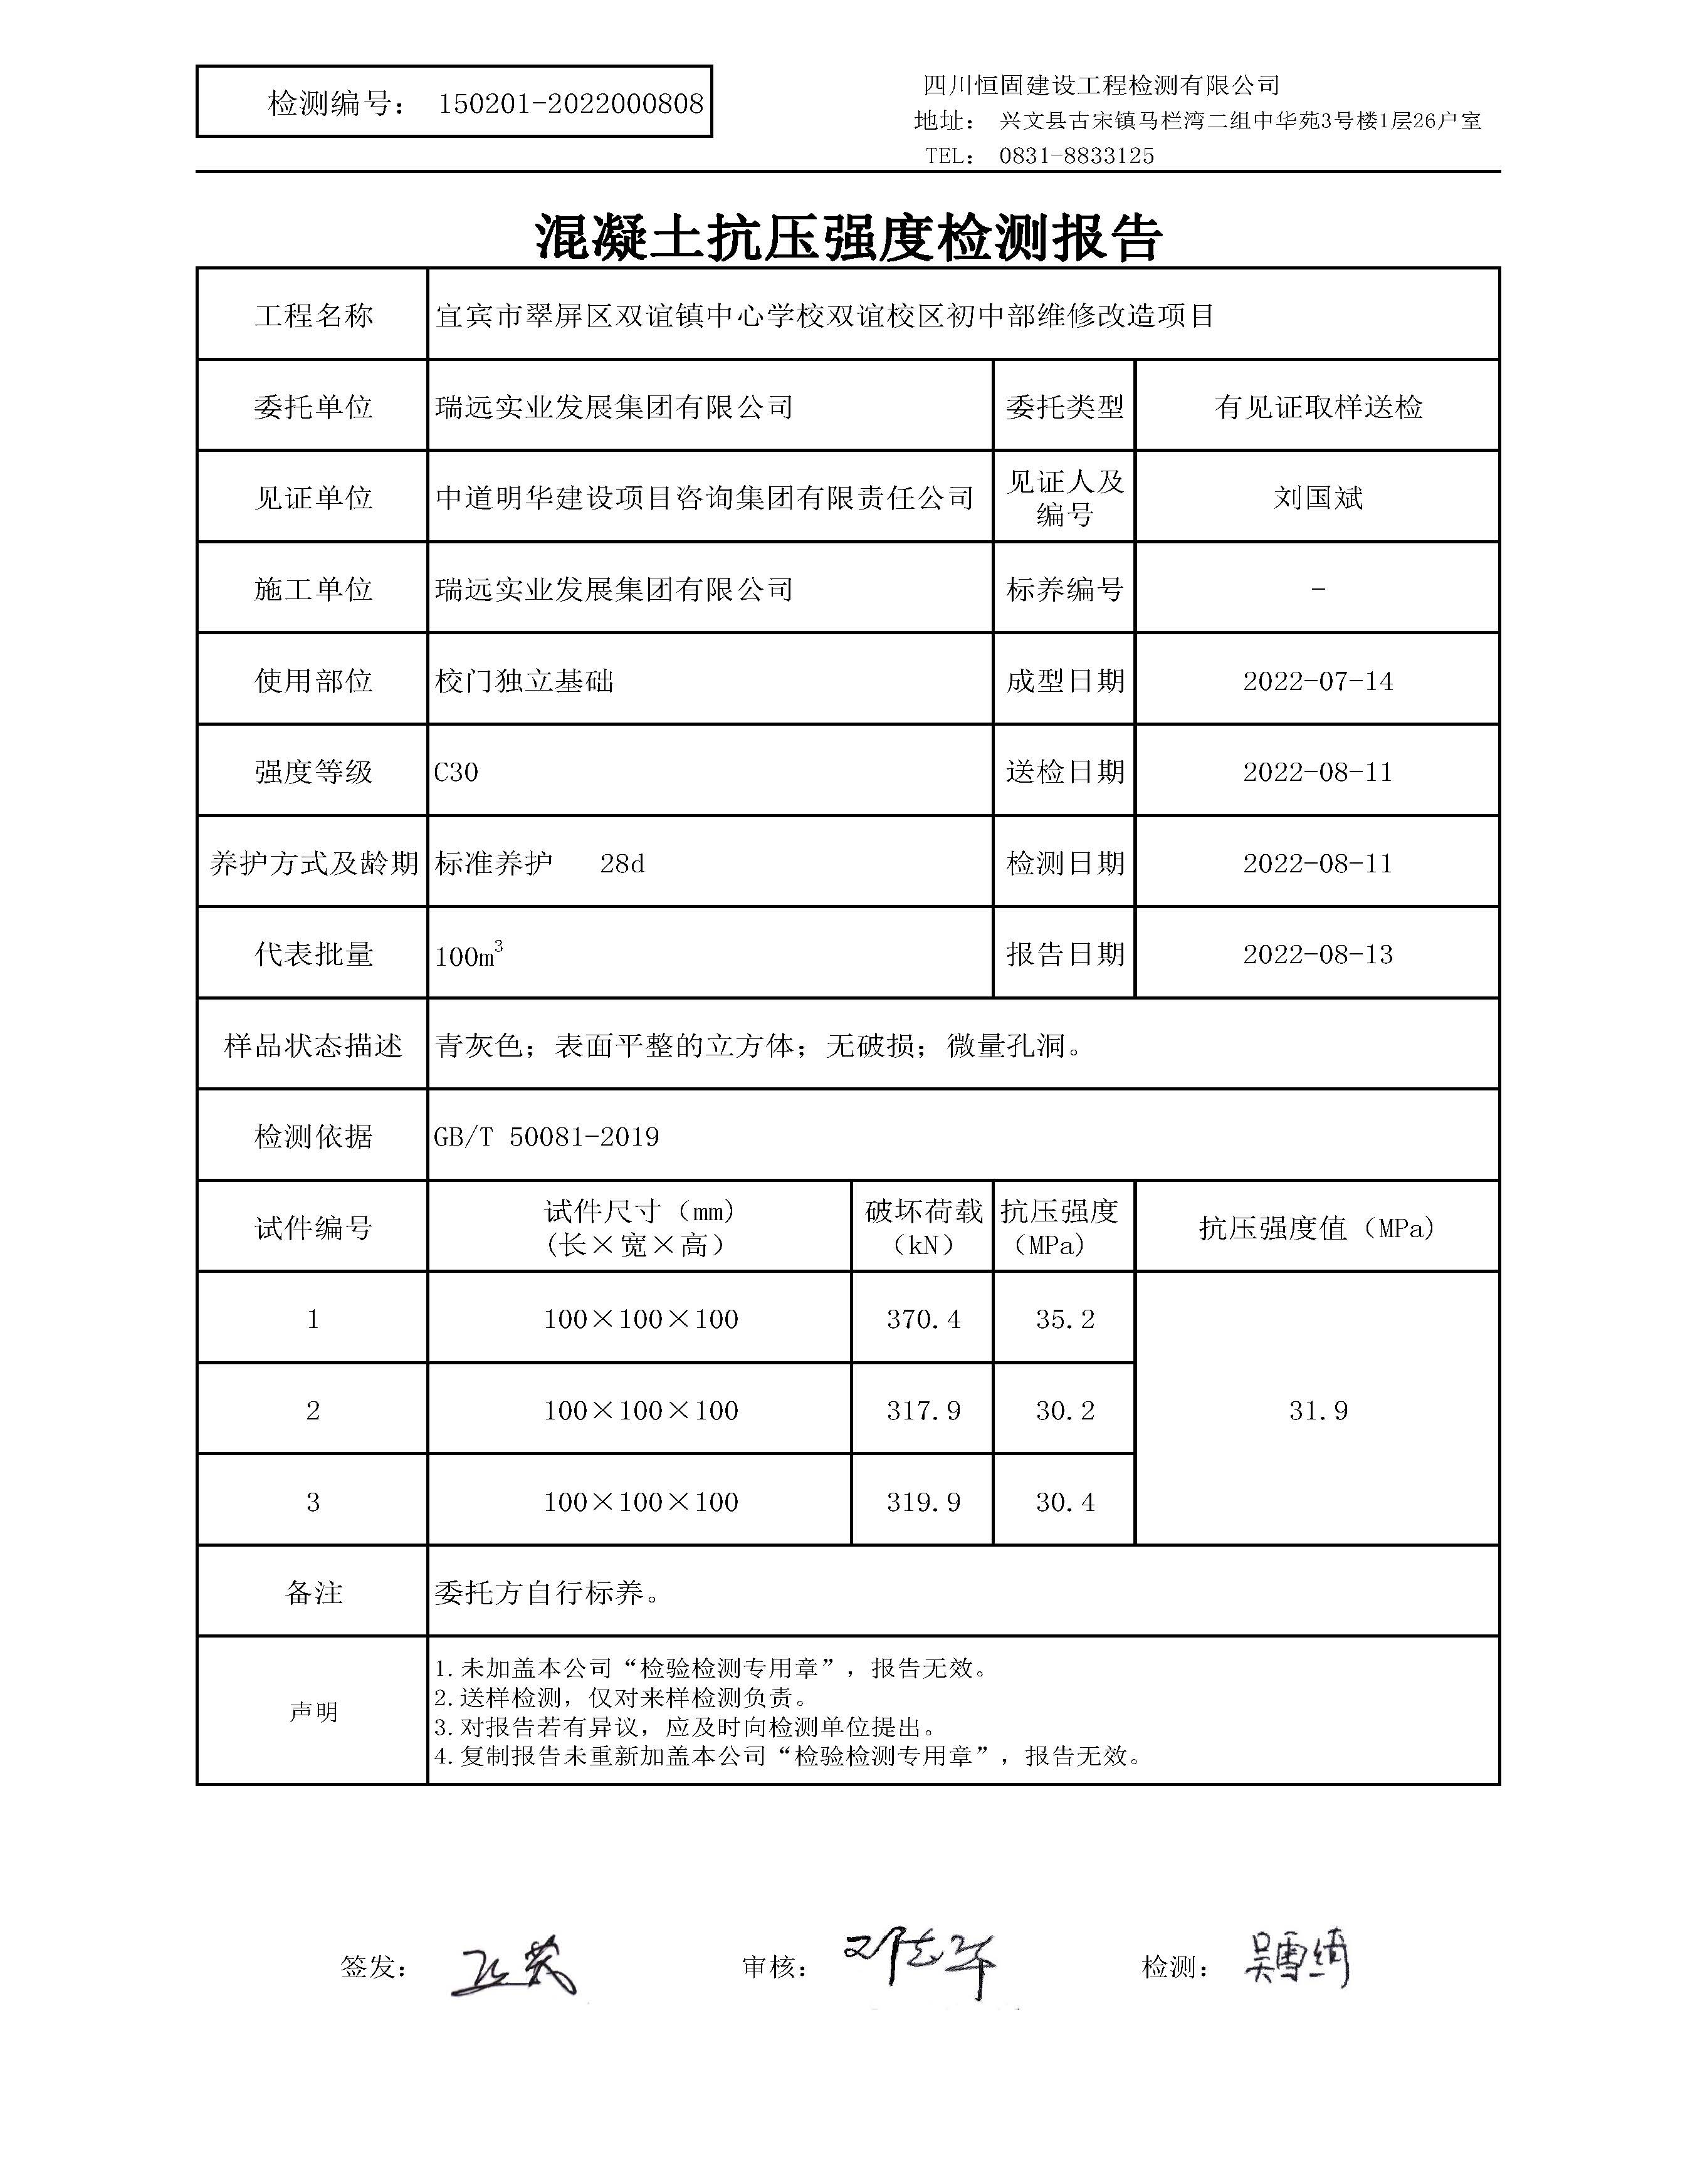 检测编号： 150201-2022000808
四川恒固建设工程检测有限公司
地址： 兴文县古宋镇马栏湾二组中华苑3号楼1层26户室
TEL： 0831-8833125
混凝土抗压强度检测报告
工程名称 宜宾市翠屏区双谊镇中心学校双谊校区初中部维修改造项目
委托单位 瑞远实业发展集团有限公司 委托类型 有见证取样送检
见证单位 中道明华建设项目咨询集团有限责任公司 见证人及编号 刘国斌
施工单位 瑞远实业发展集团有限公司 标养编号 -
使用部位 校门独立基础 成型日期 2022-07-14
强度等级 C30 送检日期 2022-08-11
养护方式及龄期 标准养护 28d 检测日期 2022-08-11
代表批量 100m³ 报告日期 2022-08-13
样品状态描述 青灰色；表面平整的立方体；无破损；微量孔洞。
检测依据 GB/T 50081-2019
试件编号 试件尺寸（mm）（长×宽×高） 破坏荷载（kN） 抗压强度（MPa） 抗压强度值（MPa）
1 100×100×100 370.4 35.2
2 100×100×100 317.9 30.2 31.9
3 100×100×100 319.9 30.4
备注 委托方自行标养。
声明
1.未加盖本公司“检验检测专用章”，报告无效。
2.送样检测，仅对来样检测负责。
3.对报告若有异议，应及时向检测单位提出。
4.复制报告未重新加盖本公司“检验检测专用章”，报告无效。
签发： 审核： 邓志华 检测： 吴雪绮